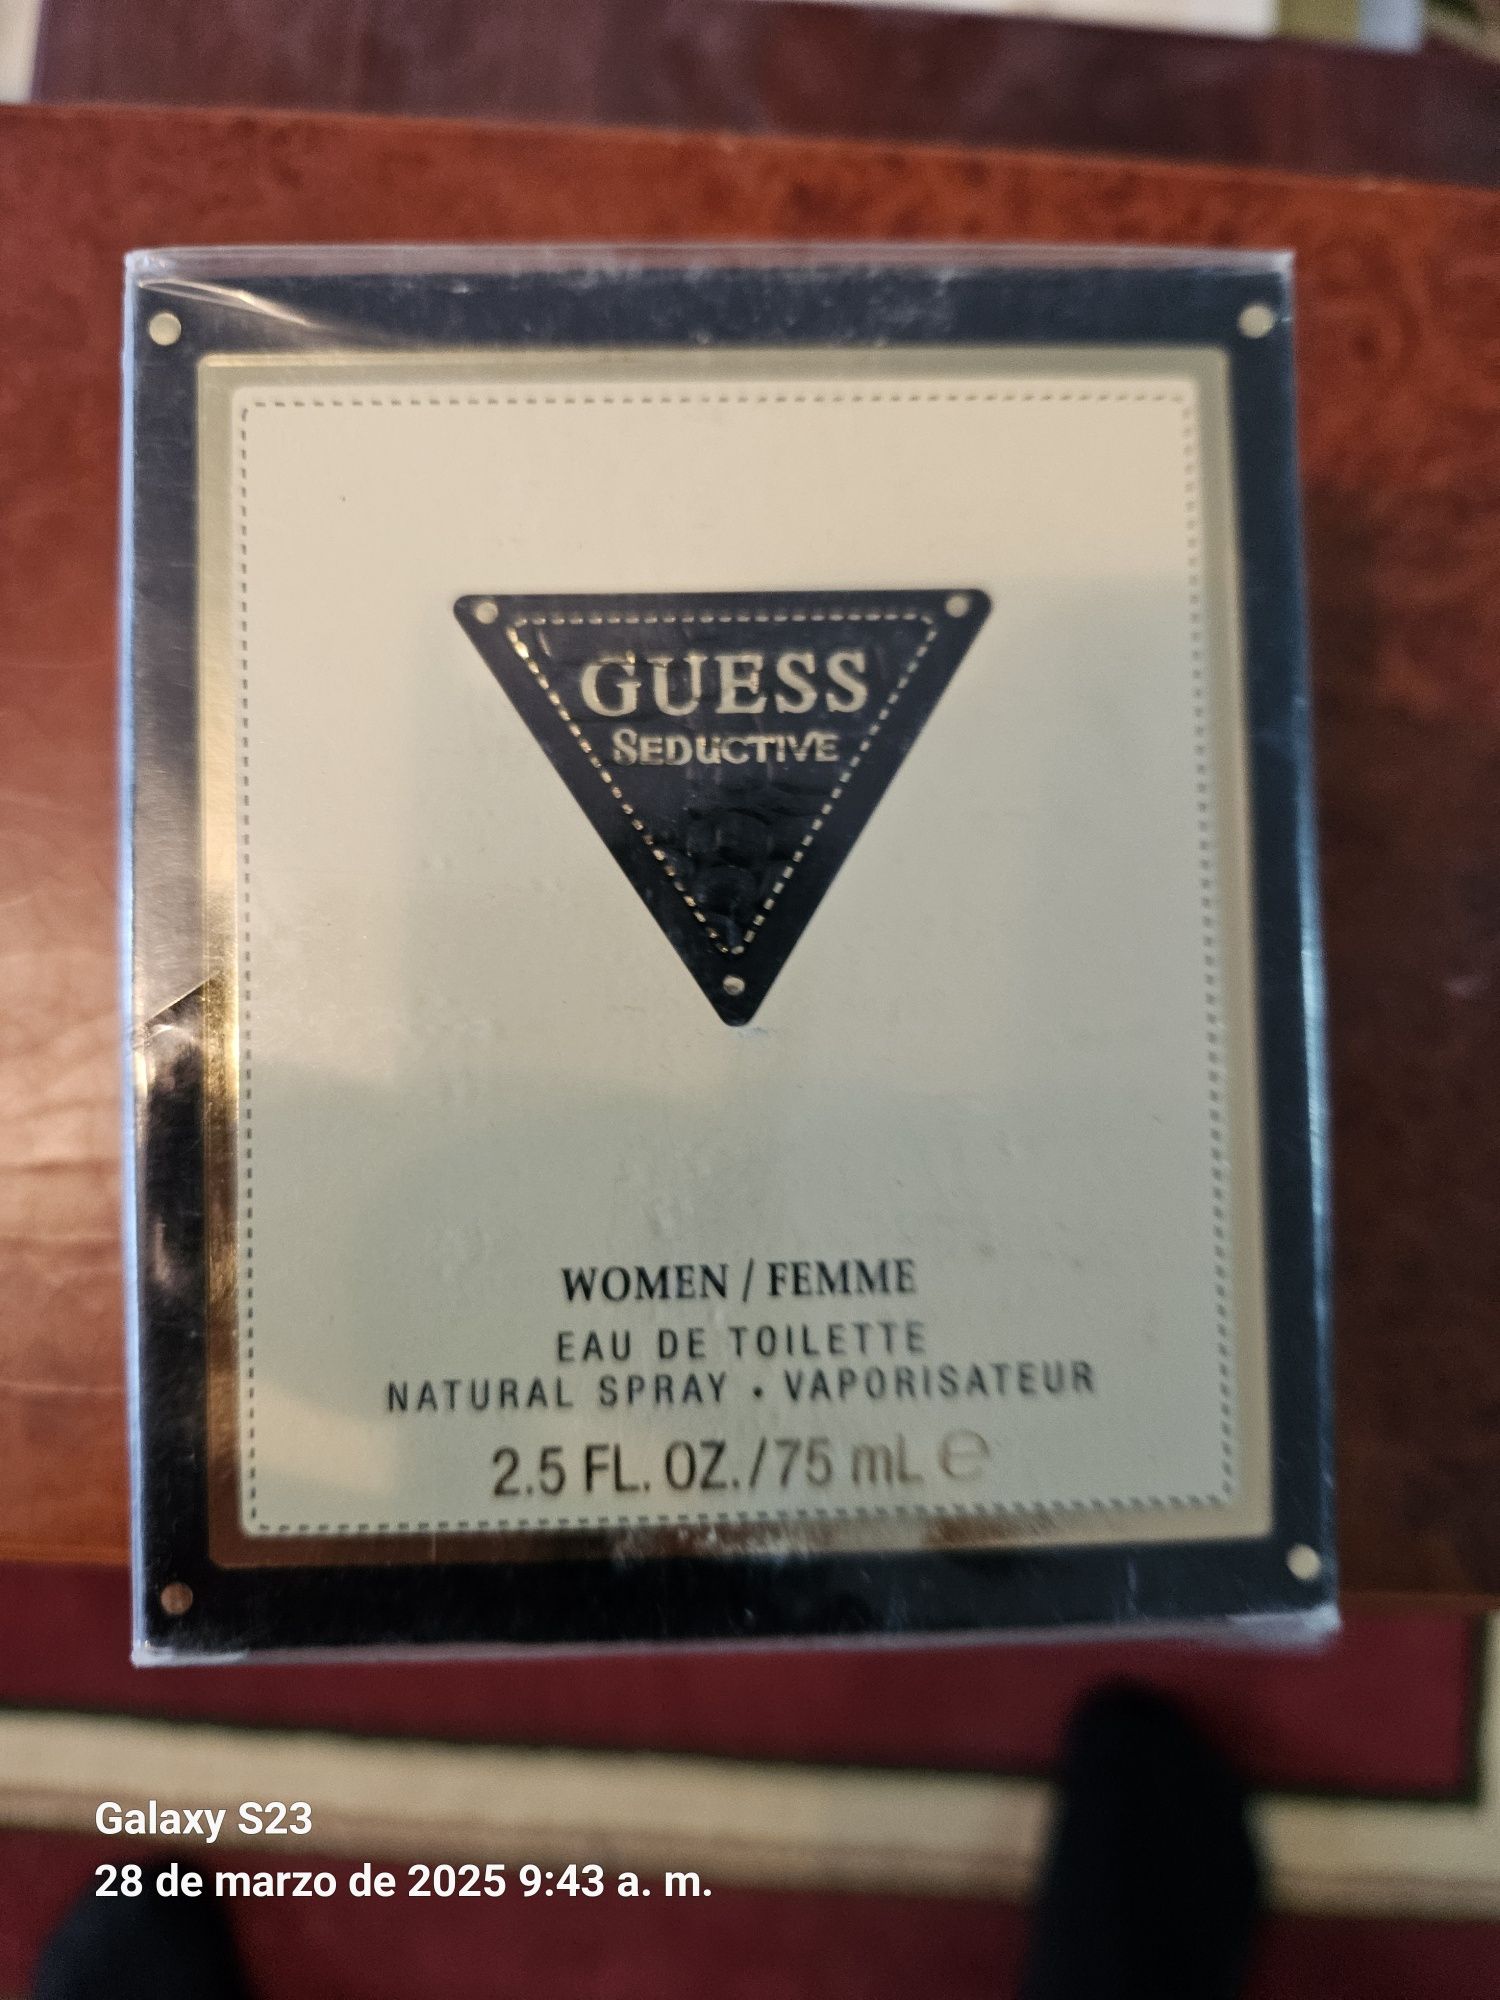 GUESS
SEDUCTIVE
WOMEN / FEMME
EAU DE TOILETTE
NATURAL SPRAY • VAPORISATEUR
2.5 FL. OZ./75 mL ℮
Galaxy S23
28 de marzo de 2025 9:43 a. m.